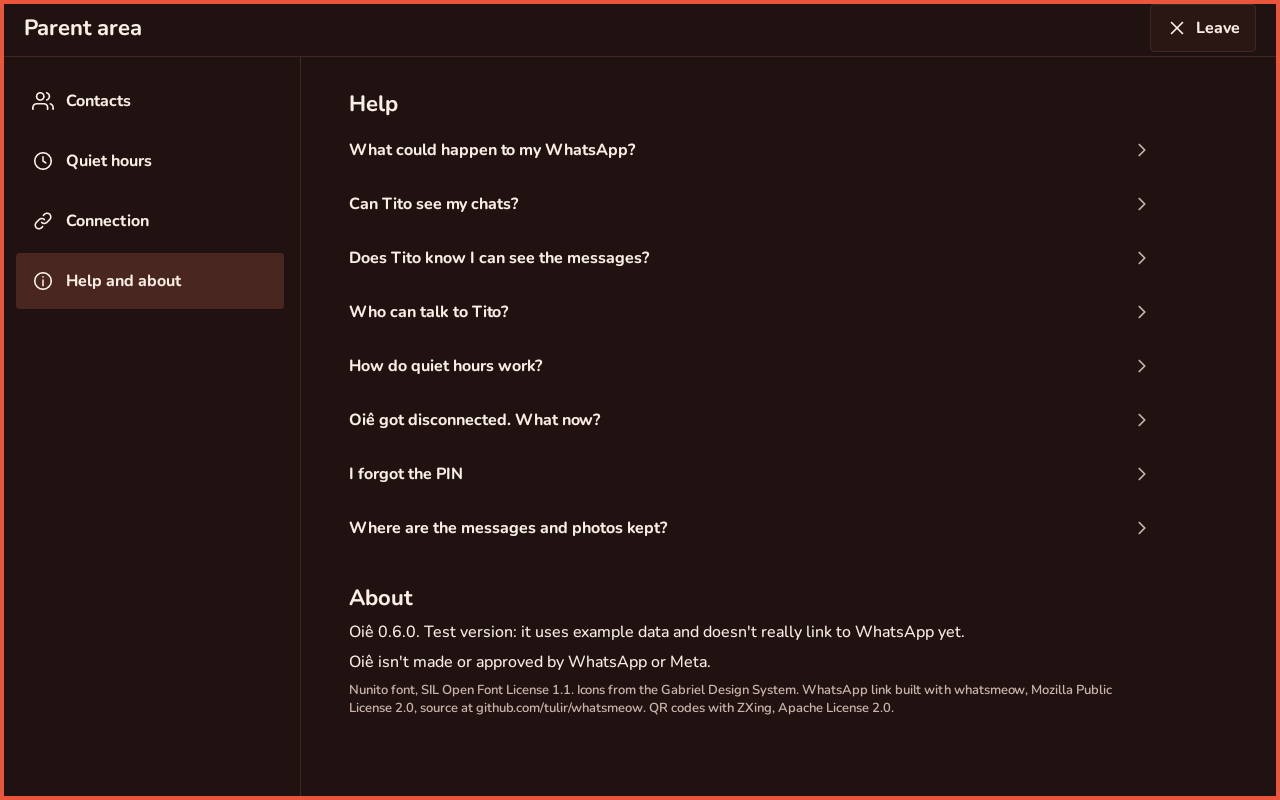 Parent area
Leave
Contacts
Quiet hours
Connection
Help and about
Help
What could happen to my WhatsApp?
Can Tito see my chats?
Does Tito know I can see the messages?
Who can talk to Tito?
How do quiet hours work?
Oiê got disconnected. What now?
I forgot the PIN
Where are the messages and photos kept?
About
Oiê 0.6.0. Test version: it uses example data and doesn't really link to WhatsApp yet.
Oiê isn't made or approved by WhatsApp or Meta.
Nunito font, SIL Open Font License 1.1. Icons from the Gabriel Design System. WhatsApp link built with whatsmeow, Mozilla Public
License 2.0, source at github.com/tulir/whatsmeow. QR codes with ZXing, Apache License 2.0.